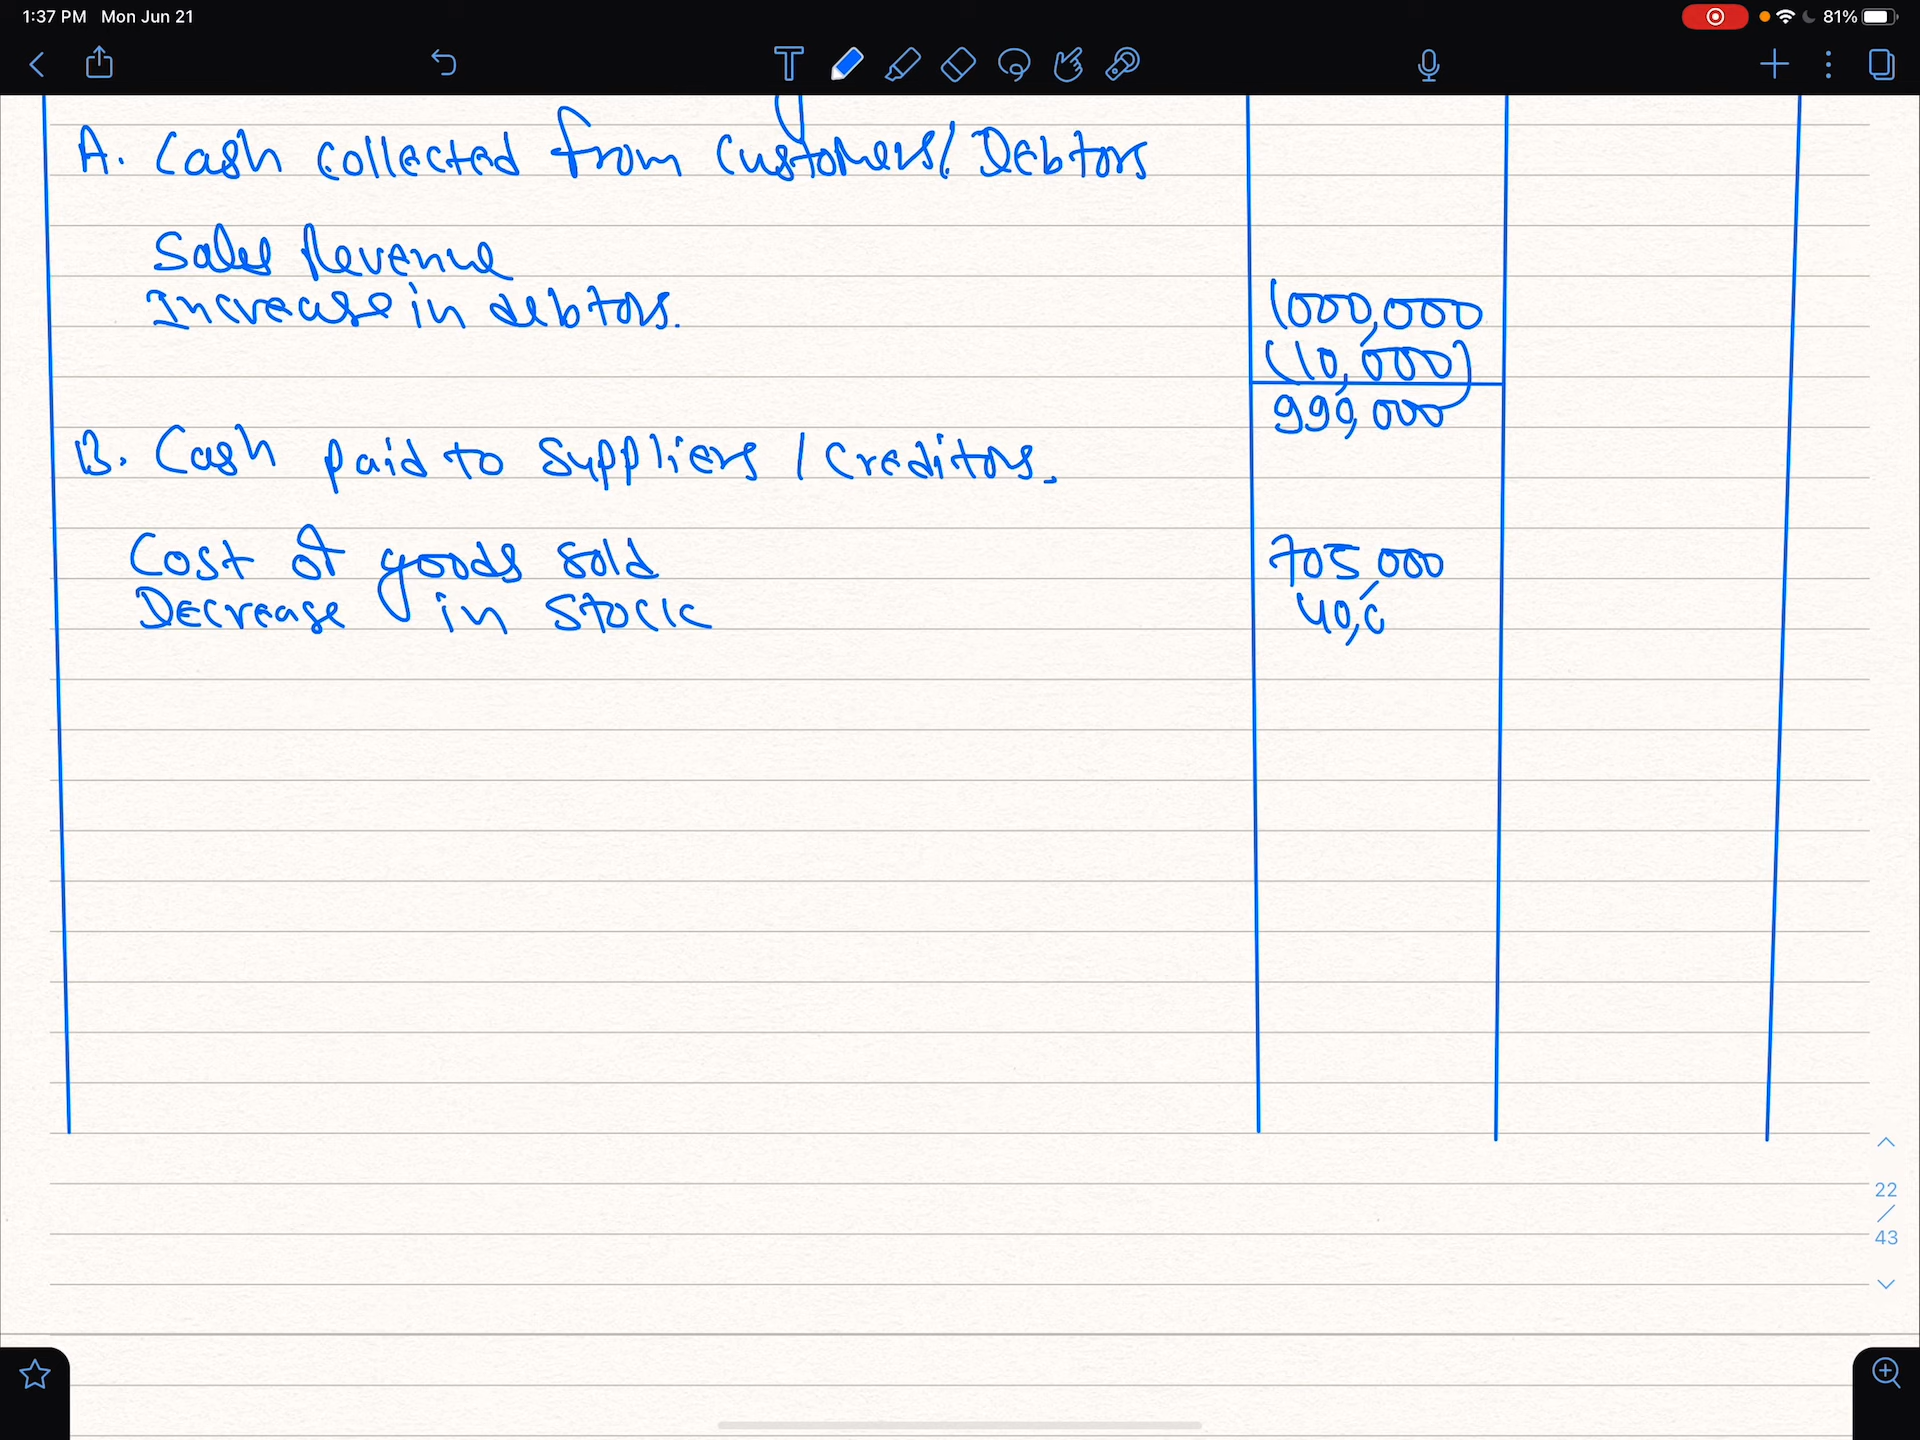 1:37 PM Mon Jun 21
81%
A. Cash collected from customers/Debtors
Sales Revenue
Increase in debtors.
1000,000
(10,000)
990,000
B. Cash paid to suppliers / creditors.
Cost of goods sold 705,000
Decrease in stock 40,0
22
/
43